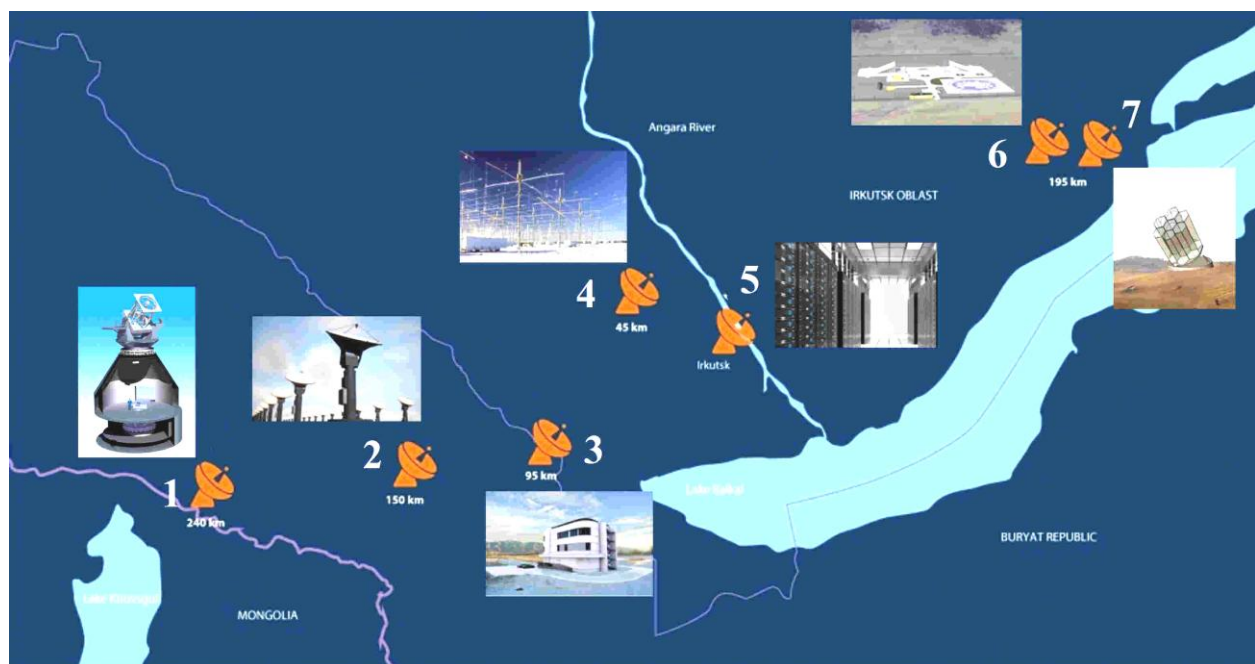 Angara River
7
6
195 km
IRKUTSK OBLAST
4
45 km
5
Irkutsk
1
240 km
2
150 km
3
95 km
Lake
MONGOLIA
Lake
BURYAT REPUBLIC